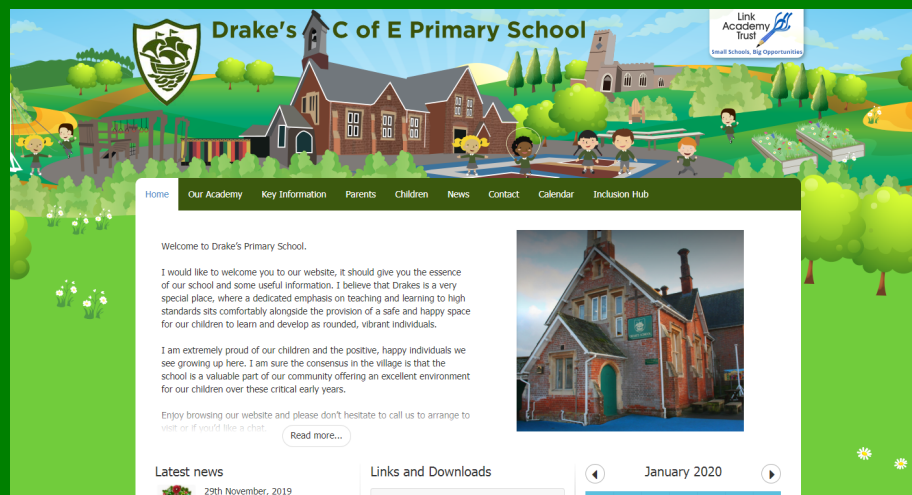 Drake's C of E Primary School
Link
Academy
Trust
Small Schools, Big Opportunities
Home Our Academy Key Information Parents Children News Contact Calendar Inclusion Hub
Welcome to Drake's Primary School.
I would like to welcome you to our website, it should give you the essence
of our school and some useful information. I believe that Drakes is a very
special place, where a dedicated emphasis on teaching and learning to high
standards sits comfortably alongside the provision of a safe and happy space
for our children to learn and develop as rounded, vibrant individuals.
I am extremely proud of our children and the positive, happy individuals we
see growing up here. I am sure the consensus in the village is that the
school is a valuable part of our community offering an excellent environment
for our children over these critical early years.
Enjoy browsing our website and please don't hesitate to call us to arrange to
visit or if you'd like a chat.
Read more...
Latest news
29th November, 2019
Links and Downloads
January 2020